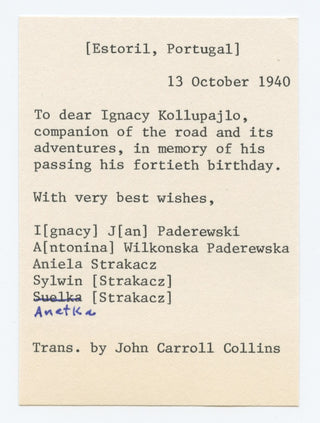 [Estoril, Portugal]
13 October 1940
To dear Ignacy Kollupajlo,
companion of the road and its
adventures, in memory of his
passing his fortieth birthday.
With very best wishes,
I[gnacy] J[an] Paderewski
A[ntonina] Wilkonska Paderewska
Aniela Strakacz
Sylwin [Strakacz]
Suelka [Strakacz]
Anetka
Trans. by John Carroll Collins